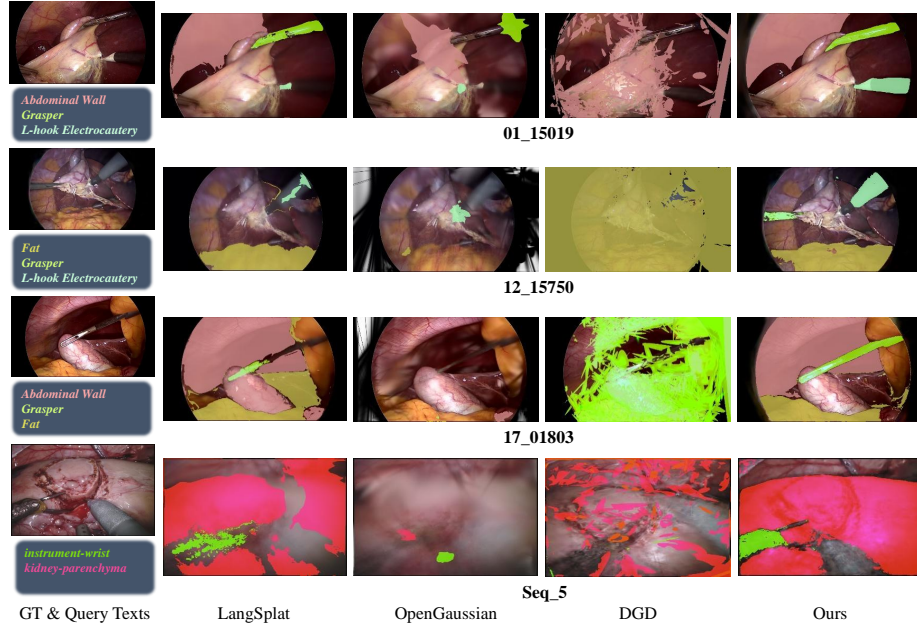 Abdominal Wall
Grasper
L-hook Electrocautery
01_15019
Fat
Grasper
L-hook Electrocautery
12_15750
Abdominal Wall
Grasper
Fat
17_01803
instrument-wrist
kidney-parenchyma
Seq_5
GT & Query Texts LangSplat OpenGaussian DGD Ours